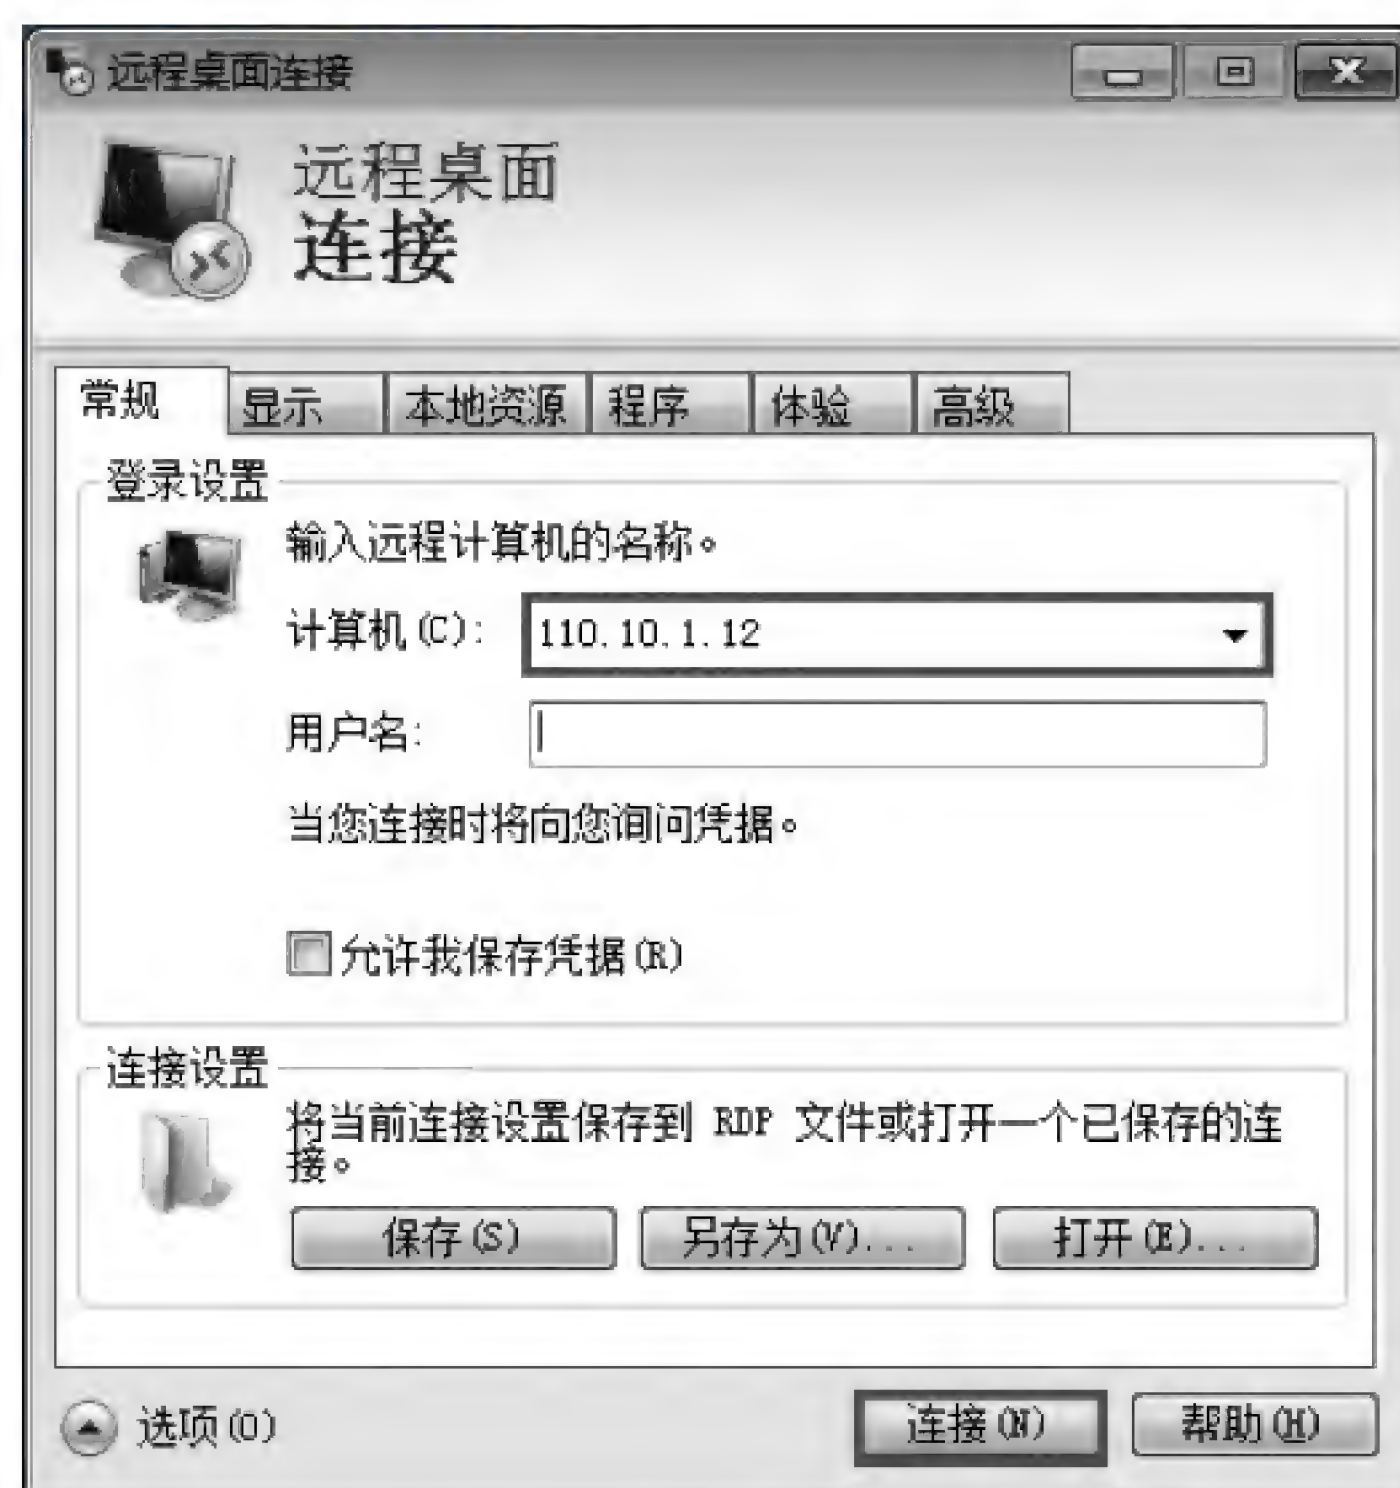 远程桌面连接
远程桌面
连接
常规 显示 本地资源 程序 体验 高级
登录设置
输入远程计算机的名称。
计算机(C): 110.10.1.12
用户名:
当您连接时将向您询问凭据。
允许我保存凭据(R)
连接设置
将当前连接设置保存到 RDP 文件或打开一个已保存的连
接。
保存(S) 另存为(V)... 打开(E)...
选项(O) 连接(N) 帮助(H)